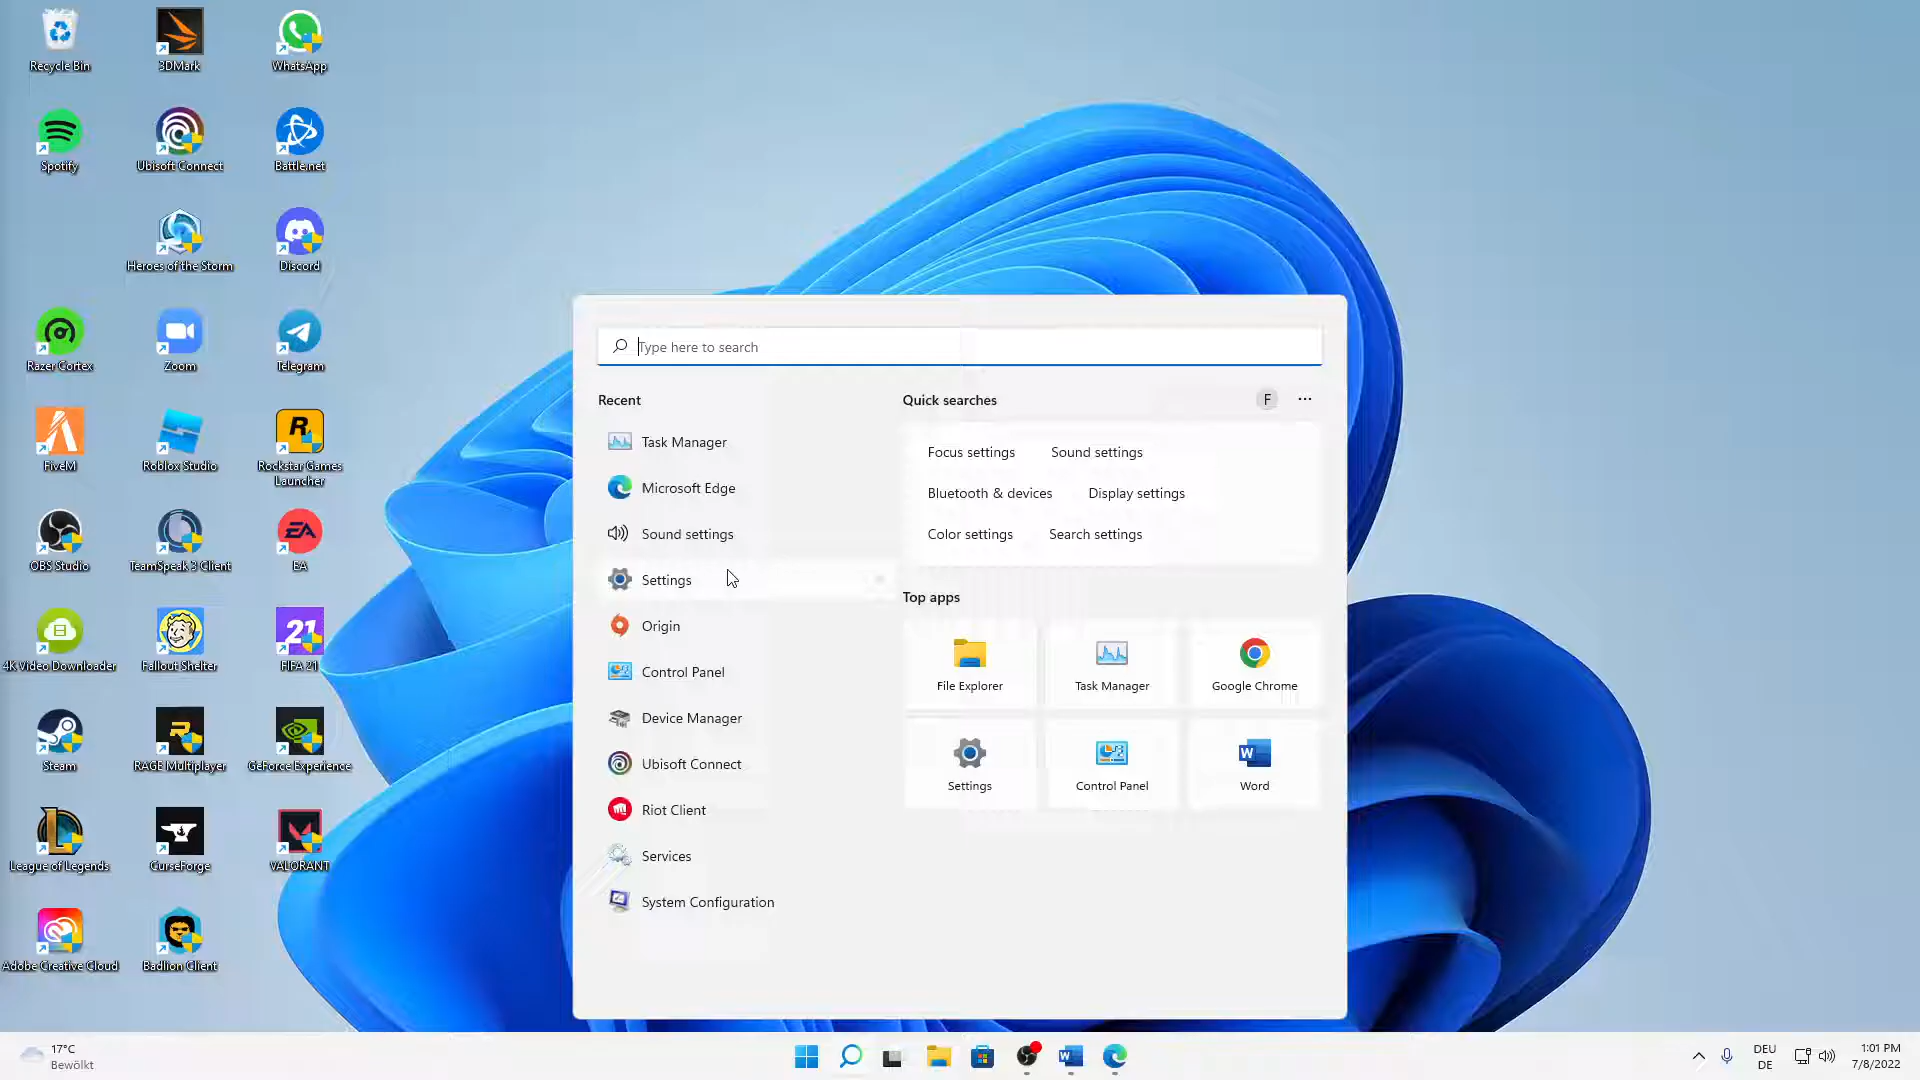 Recycle Bin
3DMark
WhatsApp
Spotify
Ubisoft Connect
Battle.net
Heroes of the Storm
Discord
Razer Cortex
Zoom
Telegram
FiveM
Roblox Studio
Rockstar Games
Launcher
OBS Studio
TeamSpeak 3 Client
EA
4K Video Downloader
Fallout Shelter
21
FIFA 21
Steam
RAGE Multiplayer
GeForce Experience
League of Legends
CurseForge
VALORANT
Adobe Creative Cloud
Badlion Client
Type here to search
Recent
Task Manager
Microsoft Edge
Sound settings
Settings
Origin
Control Panel
Device Manager
Ubisoft Connect
Riot Client
Services
System Configuration
Quick searches
F
Focus settings
Sound settings
Bluetooth & devices
Display settings
Color settings
Search settings
Top apps
File Explorer
Task Manager
Google Chrome
Settings
Control Panel
Word
17°C
Bewölkt
DEU
DE
1:01 PM
7/8/2022